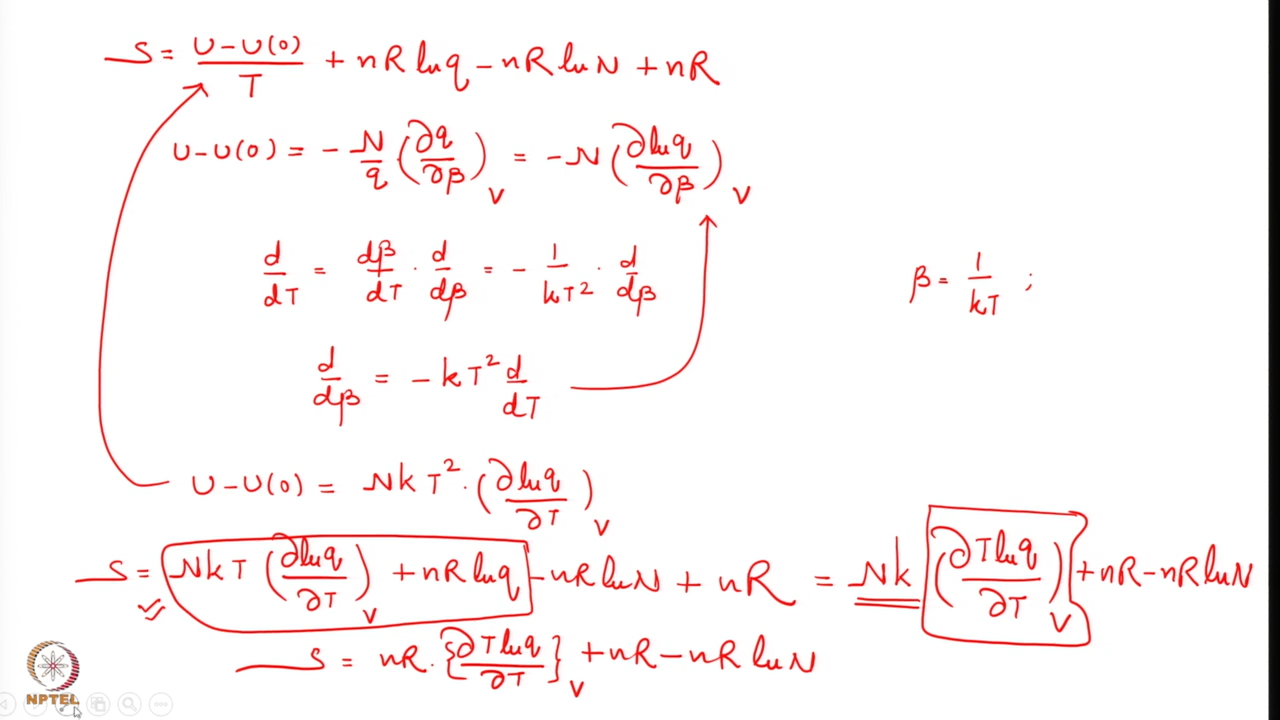 S = U-U(0)/T + nR ln q - nR ln N + nR
U-U(0) = - N/q (∂q/∂β)_V = -N (∂ln q/∂β)_V
d/dT = dβ/dT · d/dβ = - 1/kT² · d/dβ
β = 1/kT ;
d/dβ = -kT² d/dT
U-U(0) = NkT² · (∂ln q/∂T)_V
S = NkT (∂ln q/∂T)_V + nR ln q - nR ln N + nR = Nk (∂T ln q/∂T)_V + nR - nR ln N
S = nR · {∂T ln q/∂T}_V + nR - nR ln N
NPTEL